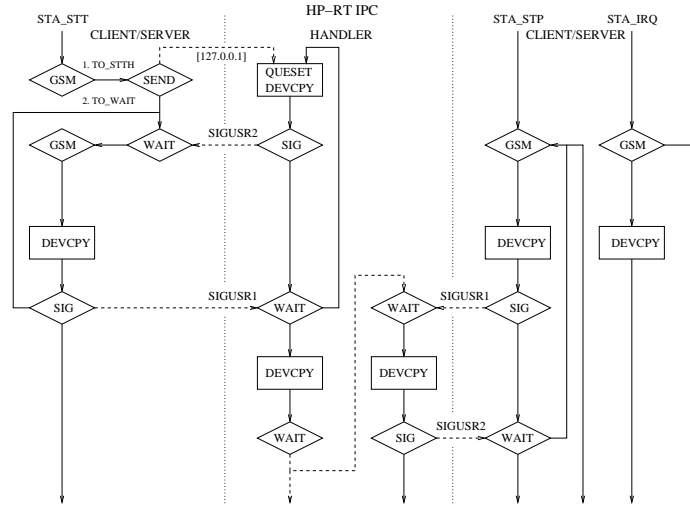 HP-RT IPC
STA_STT
STA_STP
STA_IRQ
CLIENT/SERVER
HANDLER
CLIENT/SERVER
[127.0.0.1]
1. TO_STTH
GSM
SEND
QUESET
DEVCPY
2. TO_WAIT
SIGUSR2
GSM
WAIT
SIG
GSM
GSM
DEVCPY
DEVCPY
DEVCPY
SIGUSR1
SIGUSR1
SIG
WAIT
WAIT
SIG
DEVCPY
DEVCPY
SIGUSR2
WAIT
SIG
WAIT